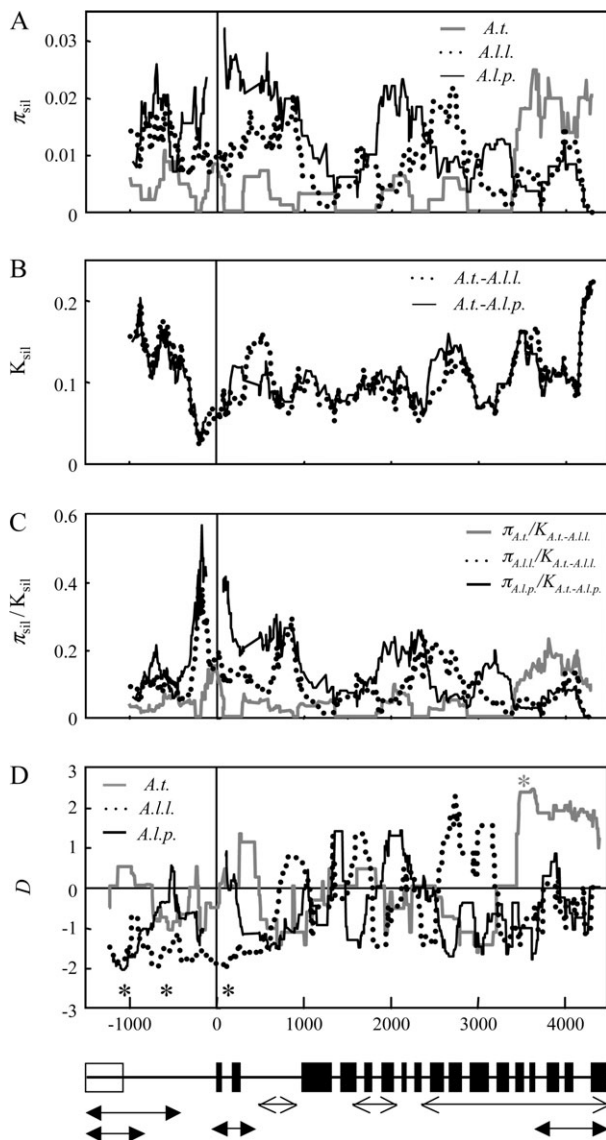 A
0.03
0.02
0.01
0
π_sil
A.t.
A.l.l.
A.l.p.
B
0.2
0.1
0
K_sil
A.t.-A.l.l.
A.t.-A.l.p.
C
0.6
0.4
0.2
0
π_sil/K_sil
π_A.t./K_A.t.-A.l.l.
π_A.l.l./K_A.t.-A.l.l.
π_A.l.p./K_A.t.-A.l.p.
D
3
2
1
0
-1
-2
-3
D
A.t.
A.l.l.
A.l.p.
*
* * *
-1000 0 1000 2000 3000 4000